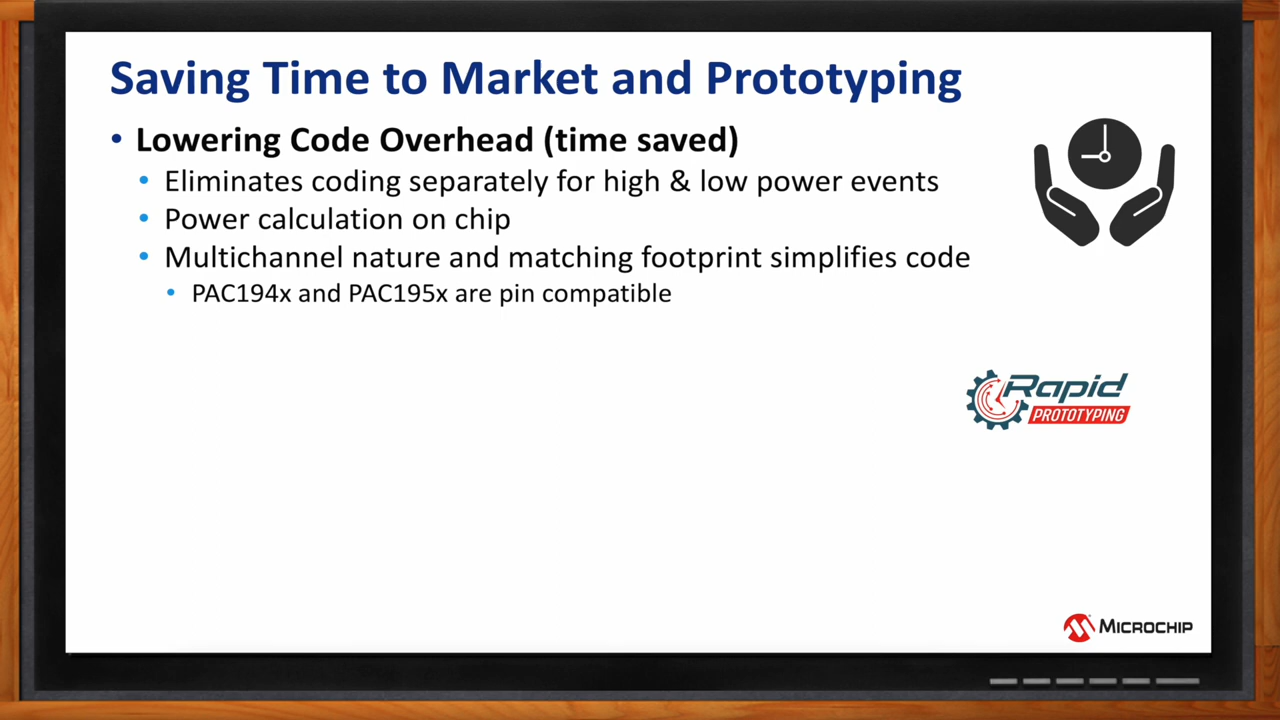 Saving Time to Market and Prototyping
• Lowering Code Overhead (time saved)
• Eliminates coding separately for high & low power events
• Power calculation on chip
• Multichannel nature and matching footprint simplifies code
• PAC194x and PAC195x are pin compatible
Rapid
PROTOTYPING
MICROCHIP